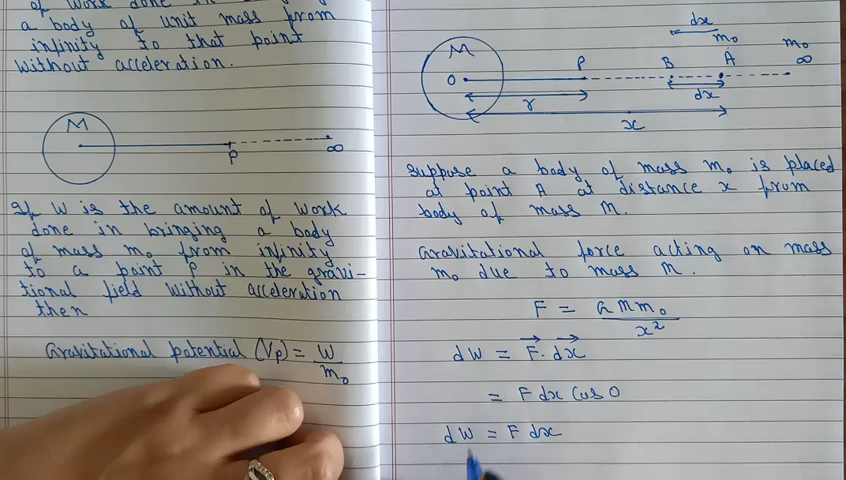 of work done in
a body of unit mass from
infinity to that point
without acceleration.
M
P
∞
If W is the amount of work
done in bringing a body
of mass m₀ from infinity
to a point P in the gravi-
tional field without acceleration
then
Gravitational potential (Vp) = W/m₀
dx
M
m₀
m₀
O
P
B
A
∞
r
dx
x
Suppose a body of mass m₀ is placed
at point A at distance x from
body of mass M.
Gravitational force acting on mass
m₀ due to mass M.
F = GMm₀/x²
dW = F⃗. dx⃗
= F dx Cos 0
dW = F dx